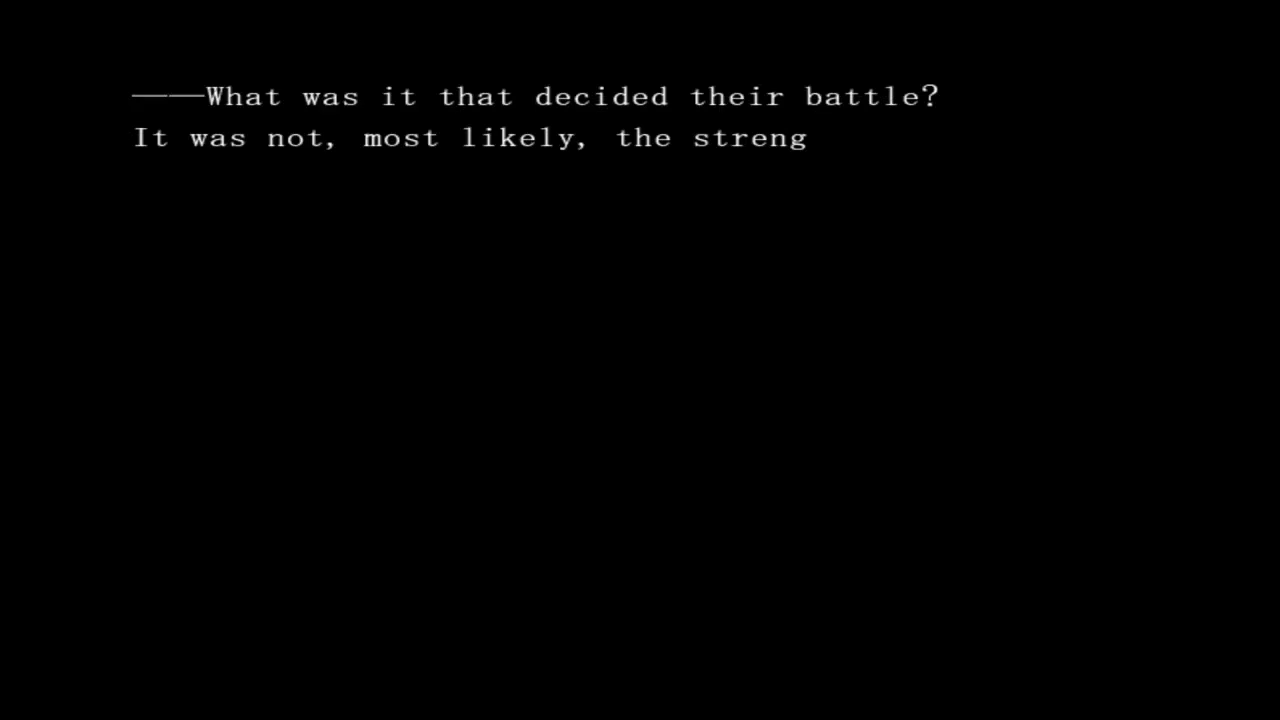 ――What was it that decided their battle?
It was not, most likely, the streng